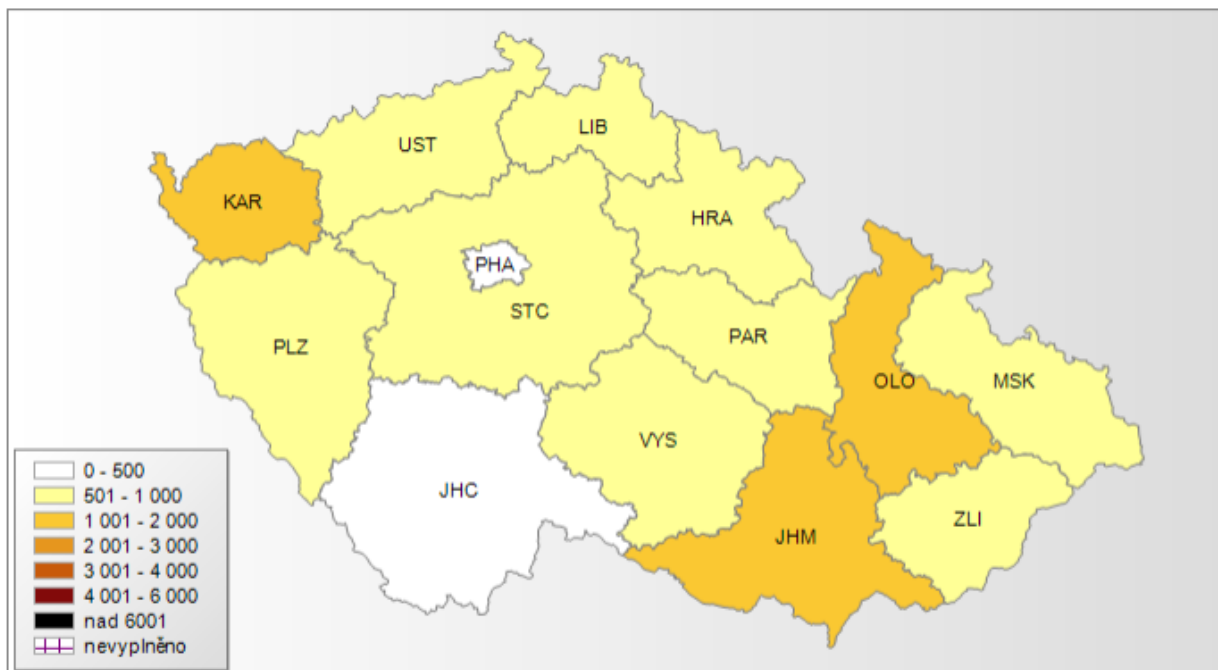 LIB
UST
KAR
HRA
PHA
STC
PAR
PLZ
OLO
MSK
VYS
JHC
ZLI
JHM
0 - 500
501 - 1 000
1 001 - 2 000
2 001 - 3 000
3 001 - 4 000
4 001 - 6 000
nad 6001
nevyplněno